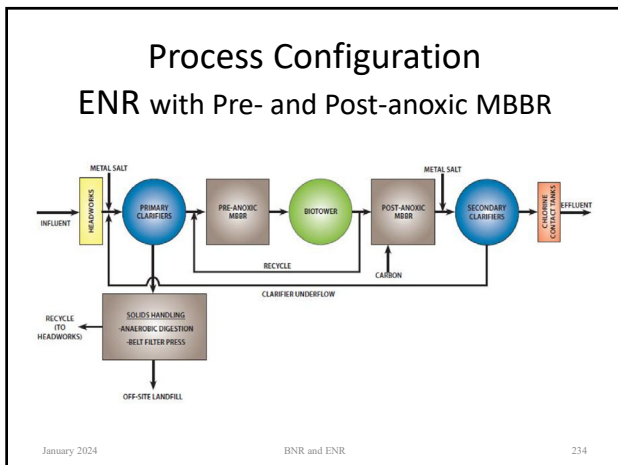 Process Configuration
ENR with Pre- and Post-anoxic MBBR
METAL SALT
METAL SALT
INFLUENT
HEADWORKS
PRIMARY
CLARIFIERS
PRE-ANOXIC
MBBR
BIOTOWER
POST-ANOXIC
MBBR
SECONDARY
CLARIFIERS
CHLORINE
CONTACT TANKS
EFFLUENT
RECYCLE
CARBON
CLARIFIER UNDERFLOW
RECYCLE
(TO
HEADWORKS)
SOLIDS HANDLING
-ANAEROBIC DIGESTION
-BELT FILTER PRESS
OFF-SITE LANDFILL
January 2024
BNR and ENR
234